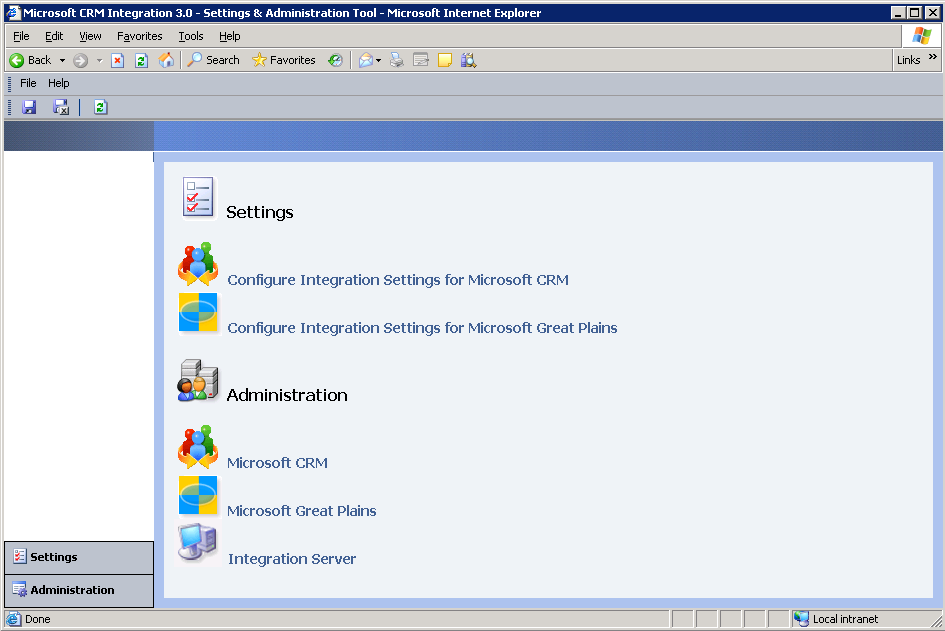 Microsoft CRM Integration 3.0 - Settings & Administration Tool - Microsoft Internet Explorer
File Edit View Favorites Tools Help
Back Search Favorites Links »
File Help
Settings
Configure Integration Settings for Microsoft CRM
Configure Integration Settings for Microsoft Great Plains
Administration
Microsoft CRM
Microsoft Great Plains
Integration Server
Settings
Administration
Done Local intranet